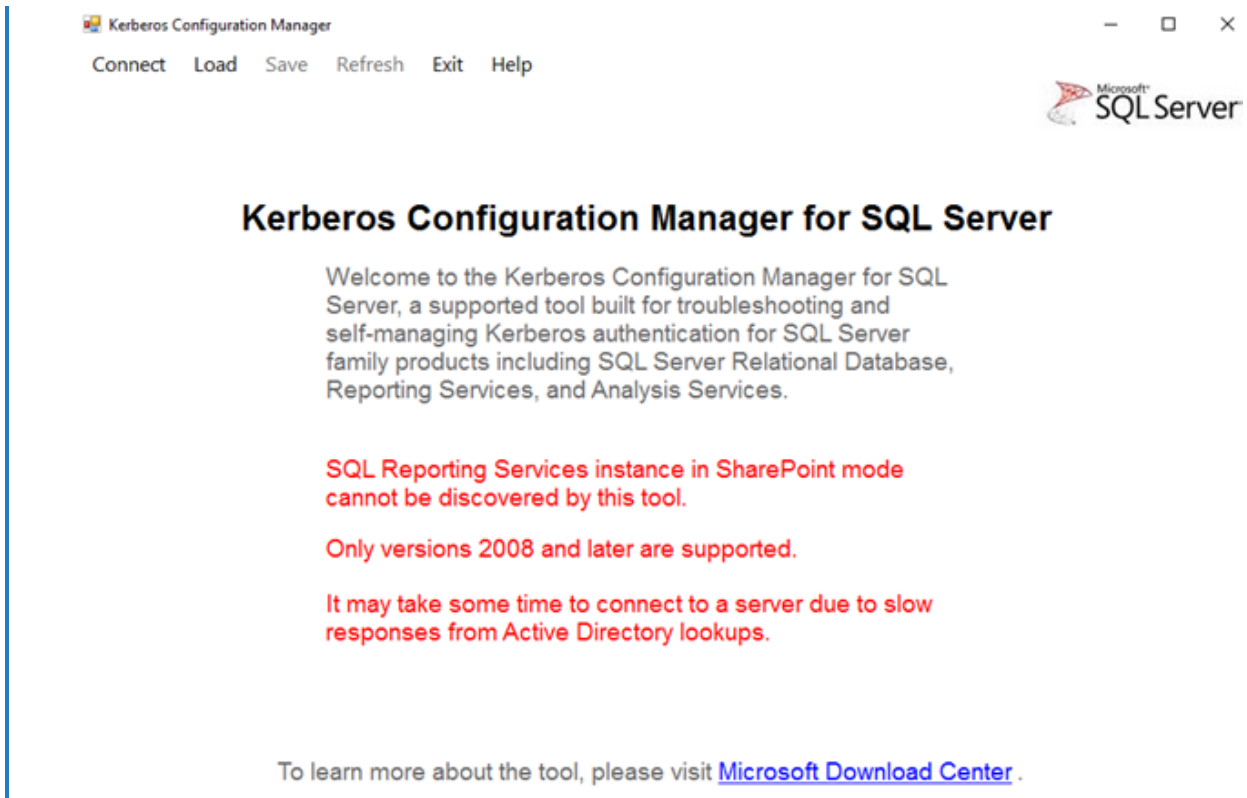 Kerberos Configuration Manager
Connect Load Save Refresh Exit Help
Microsoft®
SQL Server
Kerberos Configuration Manager for SQL Server
Welcome to the Kerberos Configuration Manager for SQL
Server, a supported tool built for troubleshooting and
self-managing Kerberos authentication for SQL Server
family products including SQL Server Relational Database,
Reporting Services, and Analysis Services.
SQL Reporting Services instance in SharePoint mode
cannot be discovered by this tool.
Only versions 2008 and later are supported.
It may take some time to connect to a server due to slow
responses from Active Directory lookups.
To learn more about the tool, please visit Microsoft Download Center .